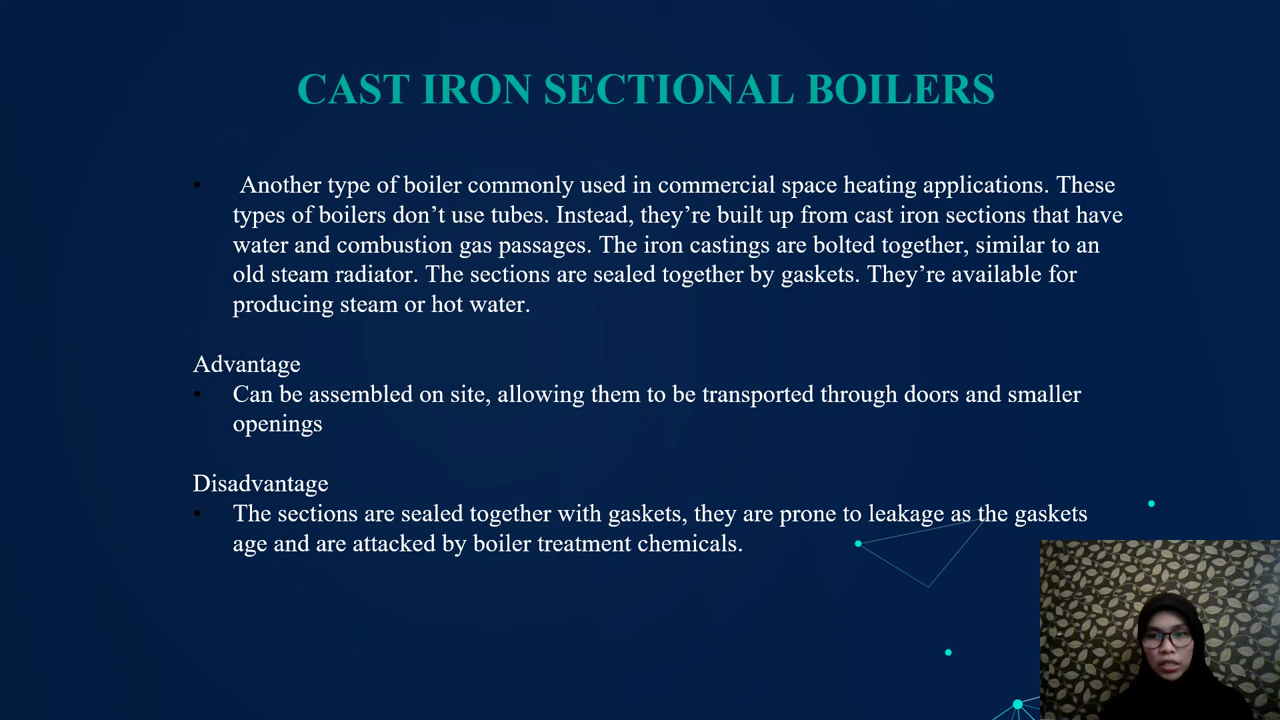 CAST IRON SECTIONAL BOILERS
• Another type of boiler commonly used in commercial space heating applications. These
types of boilers don’t use tubes. Instead, they’re built up from cast iron sections that have
water and combustion gas passages. The iron castings are bolted together, similar to an
old steam radiator. The sections are sealed together by gaskets. They’re available for
producing steam or hot water.
Advantage
• Can be assembled on site, allowing them to be transported through doors and smaller
openings
Disadvantage
• The sections are sealed together with gaskets, they are prone to leakage as the gaskets
age and are attacked by boiler treatment chemicals.